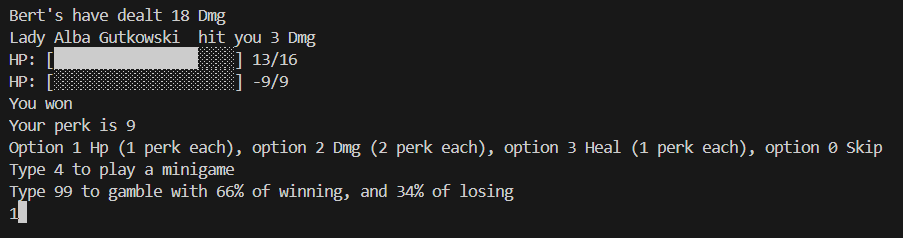 Bert's have dealt 18 Dmg
Lady Alba Gutkowski  hit you 3 Dmg
HP: [████████████████░░░░] 13/16
HP: [░░░░░░░░░░░░░░░░░░░░] -9/9
You won
Your perk is 9
Option 1 Hp (1 perk each), option 2 Dmg (2 perk each), option 3 Heal (1 perk each), option 0 Skip
Type 4 to play a minigame
Type 99 to gamble with 66% of winning, and 34% of losing
1